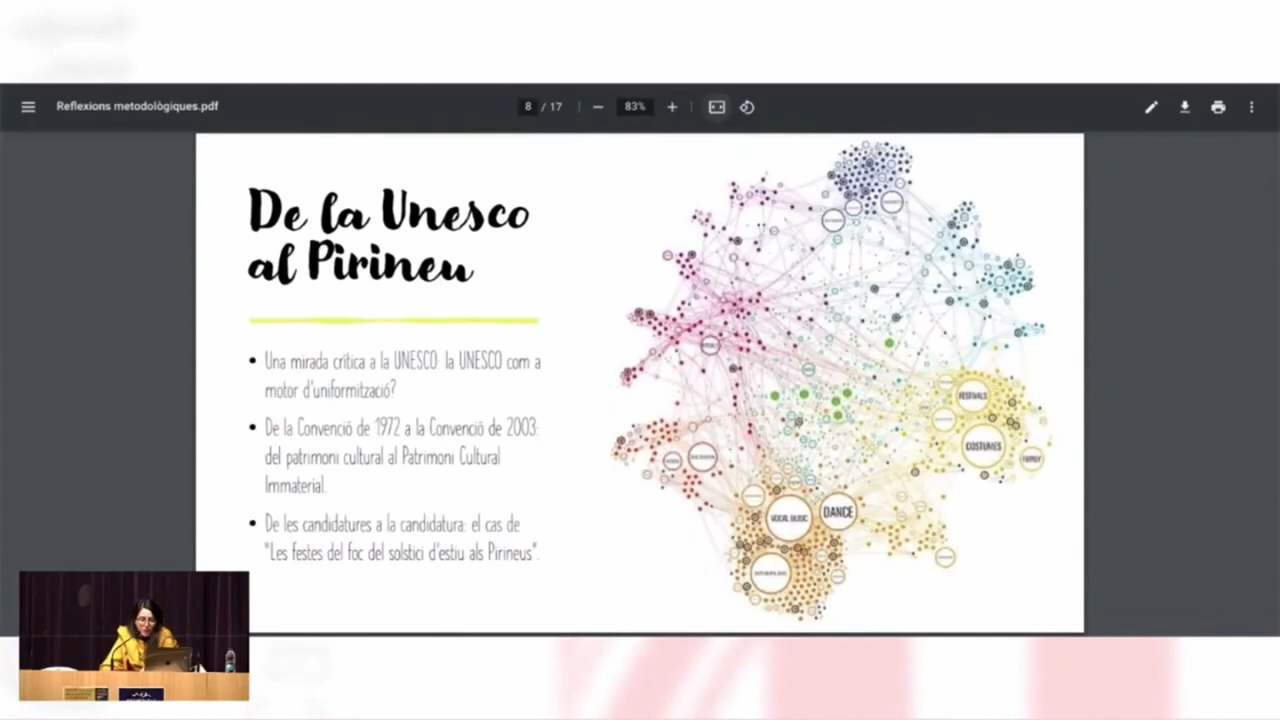 Reflexions metodològiques.pdf
8 / 17
83%
De la Unesco
al Pirineu
• Una mirada crítica a la UNESCO: la UNESCO com a
motor d'uniformització?
• De la Convenció de 1972 a la Convenció de 2003:
del patrimoni cultural al Patrimoni Cultural
Immaterial.
• De les candidatures a la candidatura: el cas de
"Les festes del foc del solstici d'estiu als Pirineus".
FESTIVALS
COSTUMES
FAMILY
VOCAL MUSIC
DANCE